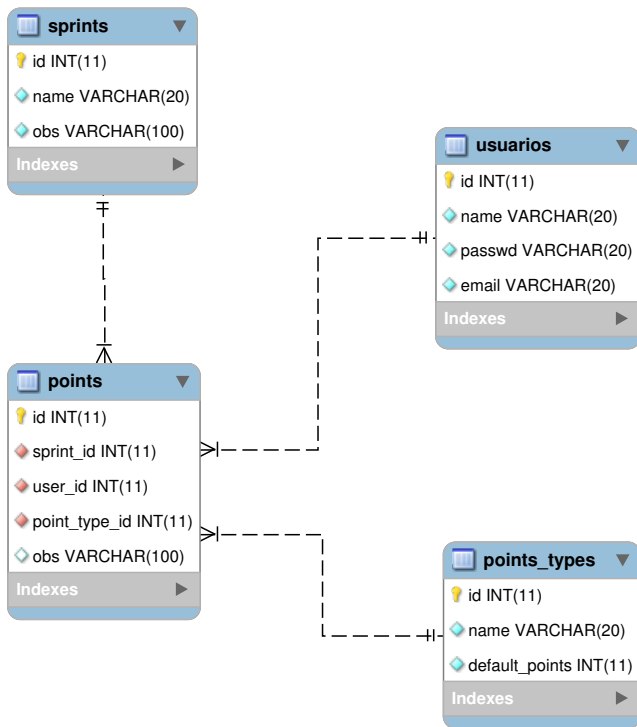 sprints
id INT(11)
name VARCHAR(20)
obs VARCHAR(100)
Indexes
usuarios
id INT(11)
name VARCHAR(20)
passwd VARCHAR(20)
email VARCHAR(20)
Indexes
points
id INT(11)
sprint_id INT(11)
user_id INT(11)
point_type_id INT(11)
obs VARCHAR(100)
Indexes
points_types
id INT(11)
name VARCHAR(20)
default_points INT(11)
Indexes